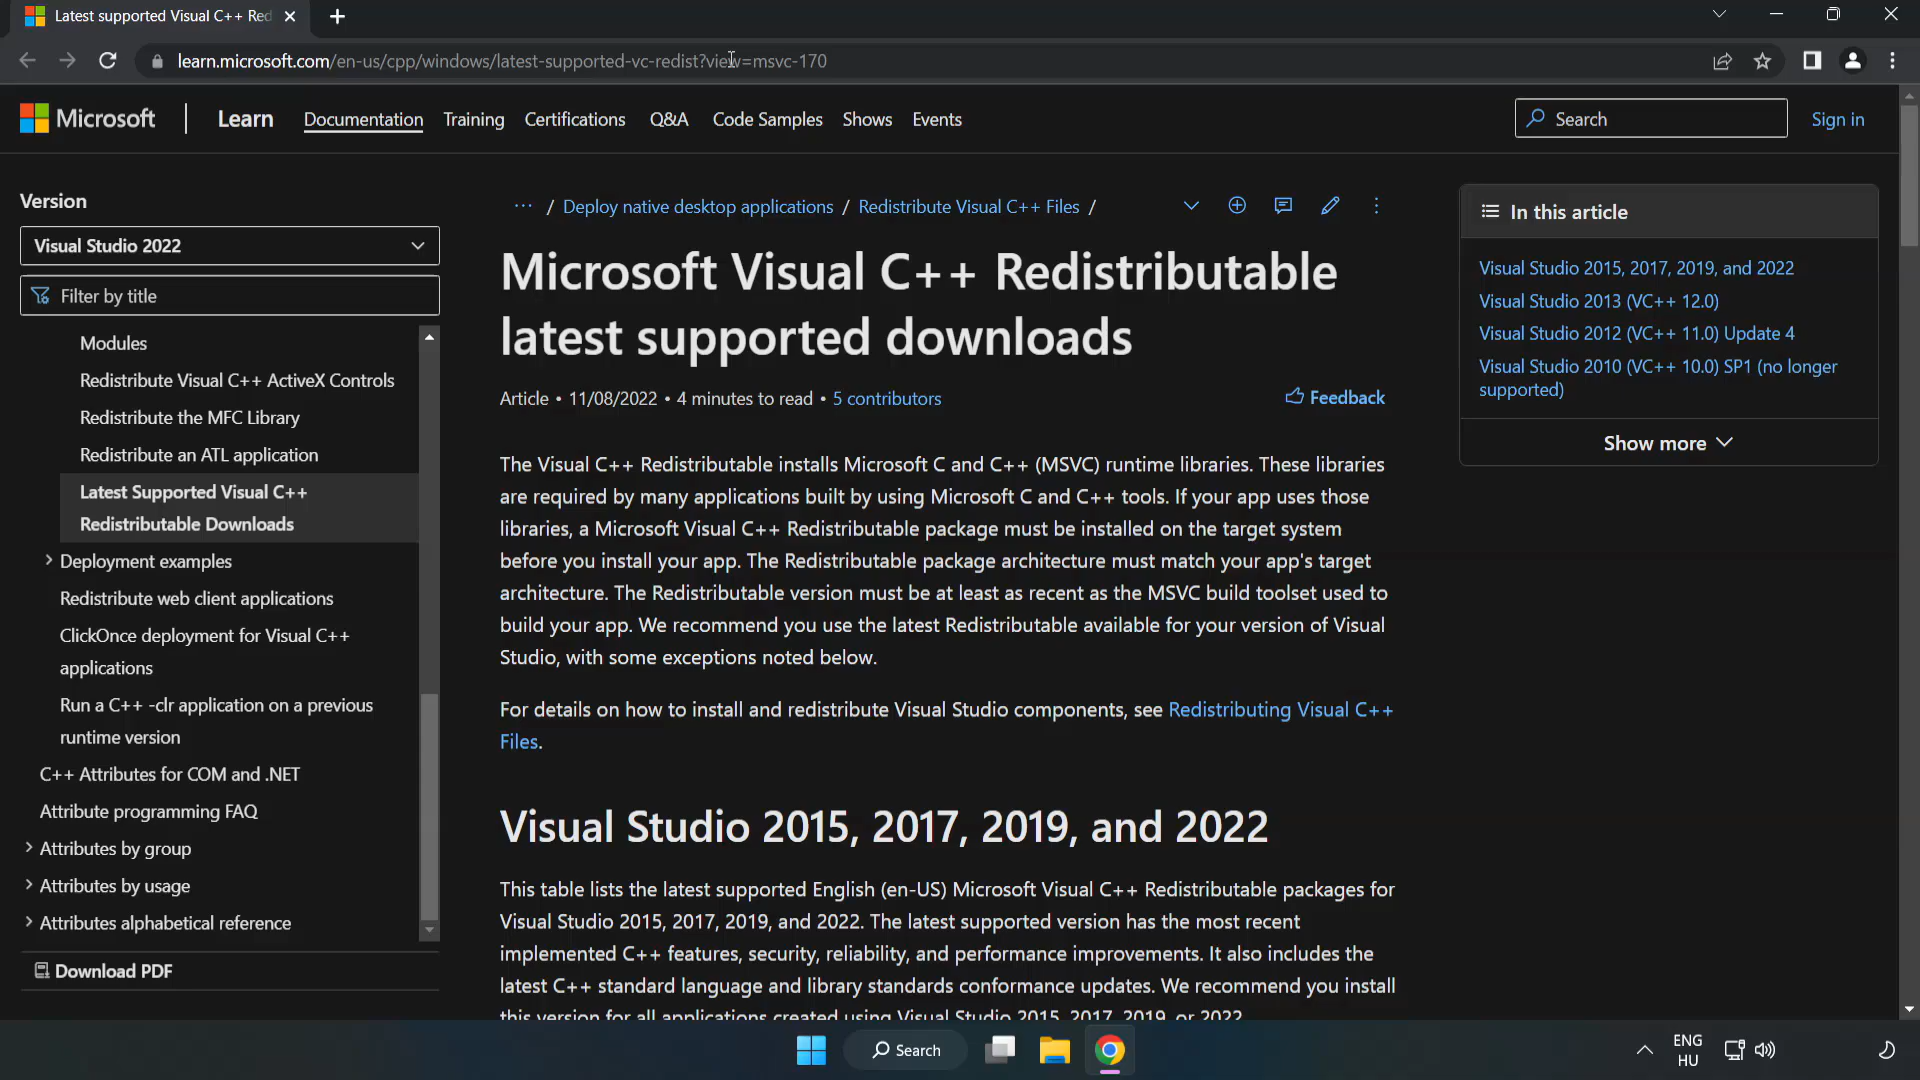 Latest supported Visual C++ Red
learn.microsoft.com/en-us/cpp/windows/latest-supported-vc-redist?view=msvc-170
Microsoft
Learn
Documentation
Training
Certifications
Q&A
Code Samples
Shows
Events
Search
Sign in
Version
Visual Studio 2022
Filter by title
Modules
Redistribute Visual C++ ActiveX Controls
Redistribute the MFC Library
Redistribute an ATL application
Latest Supported Visual C++
Redistributable Downloads
Deployment examples
Redistribute web client applications
ClickOnce deployment for Visual C++
applications
Run a C++ -clr application on a previous
runtime version
C++ Attributes for COM and .NET
Attribute programming FAQ
Attributes by group
Attributes by usage
Attributes alphabetical reference
Download PDF
··· / Deploy native desktop applications / Redistribute Visual C++ Files /
Microsoft Visual C++ Redistributable
latest supported downloads
Article • 11/08/2022 • 4 minutes to read • 5 contributors
Feedback
The Visual C++ Redistributable installs Microsoft C and C++ (MSVC) runtime libraries. These libraries
are required by many applications built by using Microsoft C and C++ tools. If your app uses those
libraries, a Microsoft Visual C++ Redistributable package must be installed on the target system
before you install your app. The Redistributable package architecture must match your app's target
architecture. The Redistributable version must be at least as recent as the MSVC build toolset used to
build your app. We recommend you use the latest Redistributable available for your version of Visual
Studio, with some exceptions noted below.
For details on how to install and redistribute Visual Studio components, see Redistributing Visual C++
Files.
Visual Studio 2015, 2017, 2019, and 2022
This table lists the latest supported English (en-US) Microsoft Visual C++ Redistributable packages for
Visual Studio 2015, 2017, 2019, and 2022. The latest supported version has the most recent
implemented C++ features, security, reliability, and performance improvements. It also includes the
latest C++ standard language and library standards conformance updates. We recommend you install
this version for all applications created using Visual Studio 2015, 2017, 2019, or 2022.
In this article
Visual Studio 2015, 2017, 2019, and 2022
Visual Studio 2013 (VC++ 12.0)
Visual Studio 2012 (VC++ 11.0) Update 4
Visual Studio 2010 (VC++ 10.0) SP1 (no longer
supported)
Show more
Search
ENG
HU